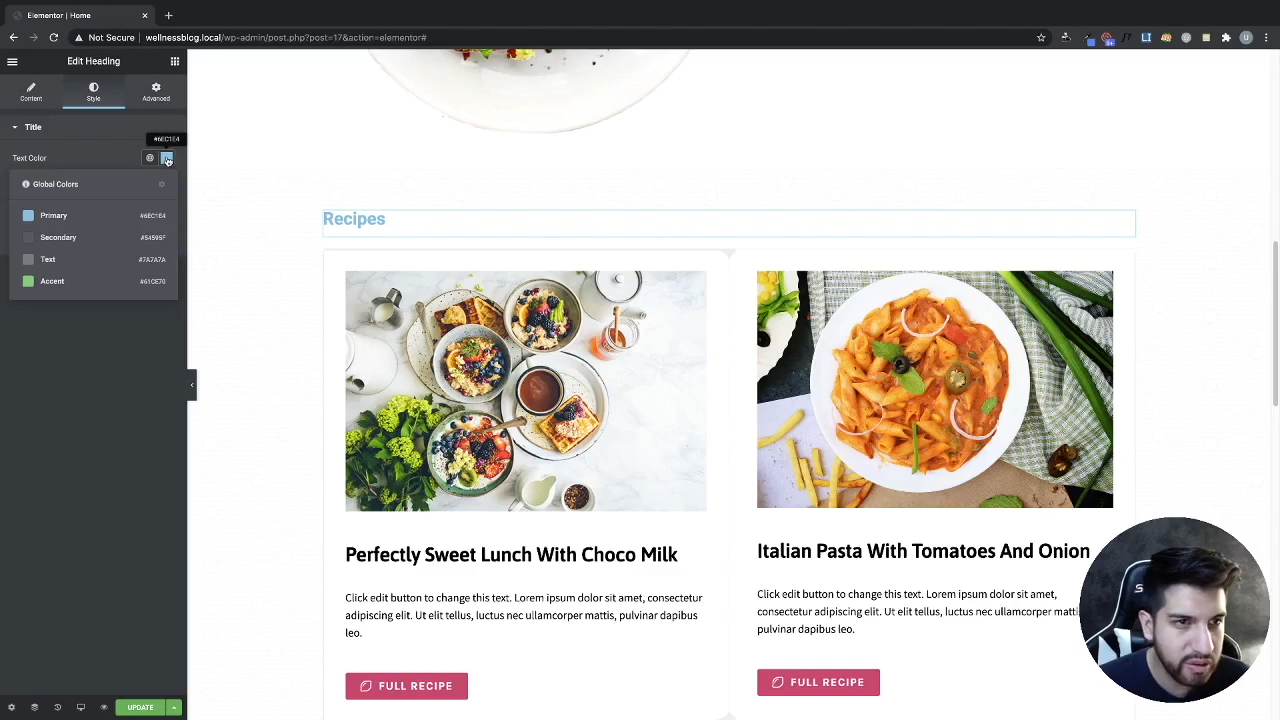 Elementor | Home
Not Secure
wellnessblog.local/wp-admin/post.php?post=17&action=elementor#
Edit Heading
Content
Style
Advanced
Title
#6EC1E4
Text Color
Global Colors
Primary
#6EC1E4
Secondary
#54595F
Text
#7A7A7A
Accent
#61CE70
Recipes
Perfectly Sweet Lunch With Choco Milk
Click edit button to change this text. Lorem ipsum dolor sit amet, consectetur
adipiscing elit. Ut elit tellus, luctus nec ullamcorper mattis, pulvinar dapibus
leo.
FULL RECIPE
Italian Pasta With Tomatoes And Onion
Click edit button to change this text. Lorem ipsum dolor sit amet,
consectetur adipiscing elit. Ut elit tellus, luctus nec ullamcorper
pulvinar dapibus leo.
FULL RECIPE
UPDATE